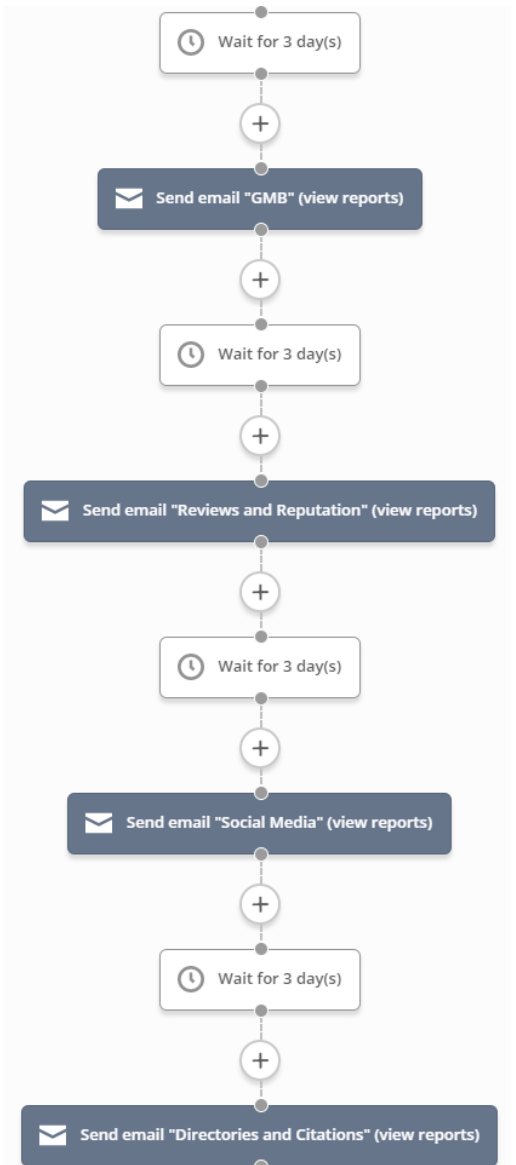 Wait for 3 day(s)
Send email "GMB" (view reports)
Wait for 3 day(s)
Send email "Reviews and Reputation" (view reports)
Wait for 3 day(s)
Send email "Social Media" (view reports)
Wait for 3 day(s)
Send email "Directories and Citations" (view reports)